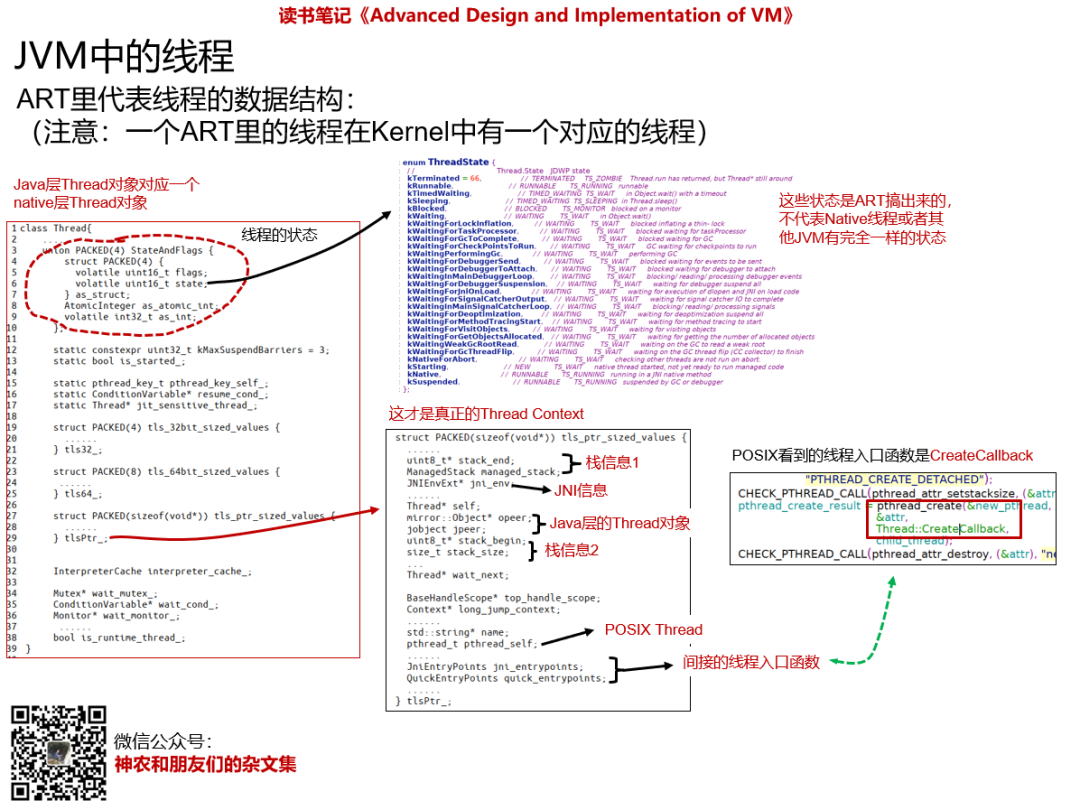 读书笔记《Advanced Design and Implementation of VM》
JVM中的线程
ART里代表线程的数据结构：
（注意：一个ART里的线程在Kernel中有一个对应的线程）
Java层Thread对象对应一个
native层Thread对象
1 class Thread{
2 ......
3 union PACKED(4) StateAndFlags {
4 struct PACKED(4) {
5 volatile uint16_t flags;
6 volatile uint16_t state;
7 } as_struct;
8 AtomicInteger as_atomic_int;
9 volatile int32_t as_int;
10 };
11
12 static constexpr uint32_t kMaxSuspendBarriers = 3;
13 static bool is_started_;
14
15 static pthread_key_t pthread_key_self_;
16 static ConditionVariable* resume_cond_;
17 static Thread* jit_sensitive_thread_;
18
19 struct PACKED(4) tls_32bit_sized_values {
20 ......
21 } tls32_;
22
23 struct PACKED(8) tls_64bit_sized_values {
24 ......
25 } tls64_;
26
27 struct PACKED(sizeof(void*)) tls_ptr_sized_values {
28 ......
29 } tlsPtr_;
30
31
32 InterpreterCache interpreter_cache_;
33
34 Mutex* wait_mutex_;
35 ConditionVariable* wait_cond_;
36 Monitor* wait_monitor_;
37 ......
38 bool is_runtime_thread_;
39 }
线程的状态
enum ThreadState {
// Thread.State JDWP state
kTerminated = 66, // TERMINATED TS_ZOMBIE Thread.run has returned, but Thread* still around
kRunnable, // RUNNABLE TS_RUNNING runnable
kTimedWaiting, // TIMED_WAITING TS_WAIT in Object.wait() with a timeout
kSleeping, // TIMED_WAITING TS_SLEEPING in Thread.sleep()
kBlocked, // BLOCKED TS_MONITOR blocked on a monitor
kWaiting, // WAITING TS_WAIT in Object.wait()
kWaitingForLockInflation, // WAITING TS_WAIT blocked inflating a thin-lock
kWaitingForTaskProcessor, // WAITING TS_WAIT blocked waiting for taskProcessor
kWaitingForGcToComplete, // WAITING TS_WAIT blocked waiting for GC
kWaitingForCheckPointsToRun, // WAITING TS_WAIT GC waiting for checkpoints to run
kWaitingPerformingGc, // WAITING TS_WAIT performing GC
kWaitingForDebuggerSend, // WAITING TS_WAIT blocked waiting for events to be sent
kWaitingForDebuggerToAttach, // WAITING TS_WAIT blocked waiting for debugger to attach
kWaitingInMainDebuggerLoop, // WAITING TS_WAIT blocking/reading/processing debugger events
kWaitingForDebuggerSuspension, // WAITING TS_WAIT waiting for debugger suspend all
kWaitingForJniOnLoad, // WAITING TS_WAIT waiting for execution of dlopen and JNI on load code
kWaitingForSignalCatcherOutput, // WAITING TS_WAIT waiting for signal catcher IO to complete
kWaitingInMainSignalCatcherLoop, // WAITING TS_WAIT blocking/reading/processing signals
kWaitingForDeoptimization, // WAITING TS_WAIT waiting for deoptimization suspend all
kWaitingForMethodTracingStart, // WAITING TS_WAIT waiting for method tracing to start
kWaitingForVisitObjects, // WAITING TS_WAIT waiting for visiting objects
kWaitingForGetObjectsAllocated, // WAITING TS_WAIT waiting for getting the number of allocated objects
kWaitingWeakGcRootRead, // WAITING TS_WAIT waiting on the GC to read a weak root
kWaitingForGcThreadFlip, // WAITING TS_WAIT waiting on the GC thread flip (CC collector) to finish
kNativeForAbort, // WAITING TS_WAIT checking other threads are not run on abort
kStarting, // NEW TS_WAIT native thread started, not yet ready to run managed code
kNative, // RUNNABLE TS_RUNNING running in a JNI native method
kSuspended, // RUNNABLE TS_RUNNING suspended by GC or debugger
};
这些状态是ART搞出来的，
不代表Native线程或者其
他JVM有完全一样的状态
这才是真正的Thread Context
struct PACKED(sizeof(void*)) tls_ptr_sized_values {
......
uint8_t* stack_end;
ManagedStack managed_stack;
JNIEnvExt* jni_env;
......
Thread* self;
mirror::Object* opeer;
jobject jpeer;
uint8_t* stack_begin;
size_t stack_size;
...
Thread* wait_next;
BaseHandleScope* top_handle_scope;
Context* long_jump_context;
......
std::string* name;
pthread_t pthread_self;
......
JniEntryPoints jni_entrypoints;
QuickEntryPoints quick_entrypoints;
......
} tlsPtr_;
栈信息1
JNI信息
Java层的Thread对象
栈信息2
POSIX Thread
间接的线程入口函数
POSIX看到的线程入口函数是CreateCallback
"PTHREAD_CREATE_DETACHED");
CHECK_PTHREAD_CALL(pthread_attr_setstacksize, (&attr
pthread_create_result = pthread_create(&new_pthread,
&attr,
Thread::CreateCallback,
child_thread);
CHECK_PTHREAD_CALL(pthread_attr_destroy, (&attr), "ne
微信公众号：
神农和朋友们的杂文集